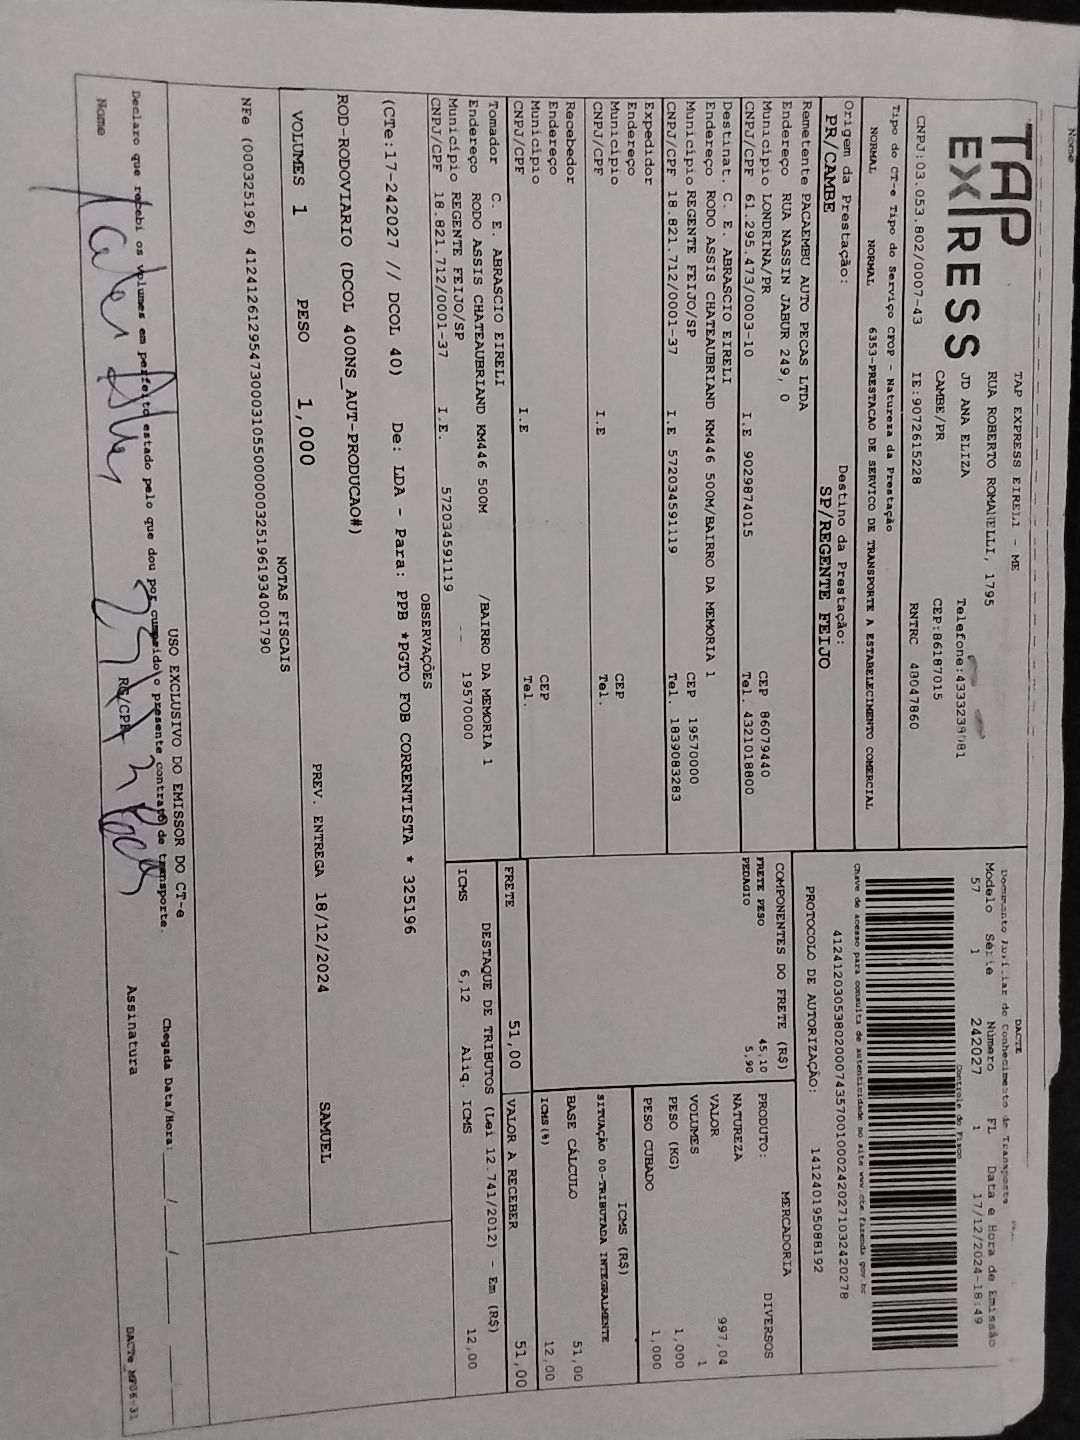 Nome
TAP
EXPRESS
TAP EXPRESS EIRELI - ME
RUA ROBERTO ROMANELLI, 1795
JD ANA ELIZA
CAMBE/PR
Telefone:4333239081
CEP:86187015
CNPJ:03.053.802/0007-43 IE:9072615228 RNTRC 48047860
DACTE
Documento Auxiliar de Conhecimento de Transporte
Modelo Série Número FL Data e Hora de Emissão
57 1 242027 1 17/12/2024-18:49
Controle do Fisco
Chave de acesso para consulta de autenticidade no site www.cte.fazenda.gov.br
41241203053802000743570010002420271032420278
PROTOCOLO DE AUTORIZAÇÃO: 141240195088192
Tipo do CT-e Tipo do Serviço CFOP - Natureza da Prestação
NORMAL NORMAL 6353-PRESTACAO DE SERVICO DE TRANSPORTE A ESTABELECIMENTO COMERCIAL
Origem da Prestação: Destino da Prestação:
PR/CAMBE SP/REGENTE FEIJO
Remetente PACAEMBU AUTO PECAS LTDA
Endereço RUA NASSIN JABUR 249, 0
Município LONDRINA/PR CEP 86079440
CNPJ/CPF 61.295.473/0003-10 I.E 9029874015 Tel. 4321018800
Destinat. C. E. ABRASCIO EIRELI
Endereço RODO ASSIS CHATEAUBRIAND KM446 500M/BAIRRO DA MEMORIA 1
Município REGENTE FEIJO/SP CEP 19570000
CNPJ/CPF 18.821.712/0001-37 I.E 572034591119 Tel. 1839083283
Expedidor
Endereço
Município CEP
CNPJ/CPF I.E Tel.
Recebedor
Endereço
Município CEP
CNPJ/CPF I.E Tel.
Tomador C. E. ABRASCIO EIRELI
Endereço RODO ASSIS CHATEAUBRIAND KM446 500M /BAIRRO DA MEMORIA 1
Município REGENTE FEIJO/SP -- 19570000
CNPJ/CPF 18.821.712/0001-37 I.E. 572034591119
COMPONENTES DO FRETE (R$)
FRETE PESO 45,10
PEDAGIO 5,90
MERCADORIA
PRODUTO: DIVERSOS
NATUREZA
VALOR 997,04
VOLUMES 1
PESO (KG) 1,000
PESO CUBADO 1,000
ICMS (R$)
SITUAÇÃO 00-TRIBUTADA INTEGRALMENTE
BASE CÁLCULO 51,00
ICMS(%) 12,00
FRETE 51,00 VALOR A RECEBER 51,00
DESTAQUE DE TRIBUTOS (Lei 12.741/2012) - Em (R$)
ICMS 6,12 Aliq. ICMS 12,00
OBSERVAÇÕES
(CTe:17-242027 // DCOL 40) De: LDA - Para: PPB *PGTO FOB CORRENTISTA * 325196
ROD-RODOVIARIO (DCOL 400NS_AUT-PRODUCAO#)
VOLUMES 1 PESO 1,000 PREV. ENTREGA 18/12/2024 SAMUEL
NOTAS FISCAIS
NFe (000325196) 41241261295473000310550000003251961934001790
USO EXCLUSIVO DO EMISSOR DO CT-e
Declaro que recebi os volumes em perfeito estado pelo que dou por cumprido o presente contrato de transporte.
Chegada Data/Hora: __/__/____ ____
Nome RG/CPF Assinatura
DACTe_MF06-31